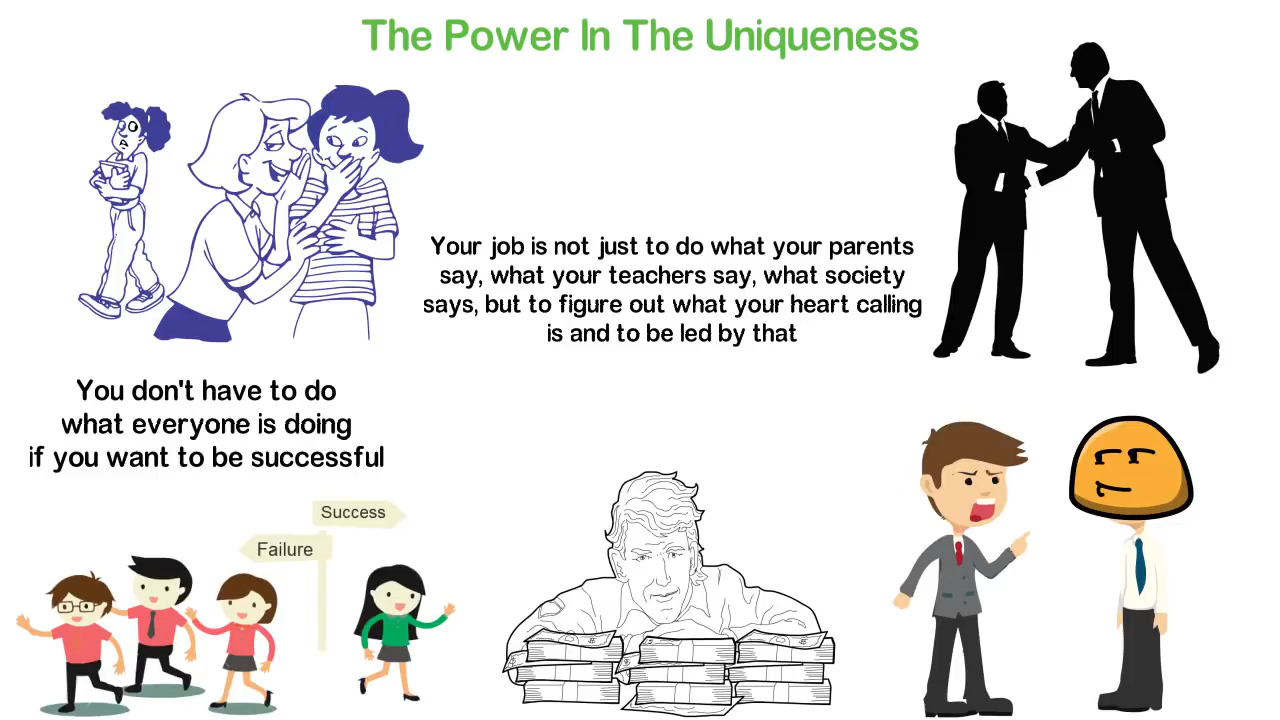 The Power In The Uniqueness
Your job is not just to do what your parents
say, what your teachers say, what society
says, but to figure out what your heart calling
is and to be led by that
You don't have to do
what everyone is doing
if you want to be successful
Success
Failure